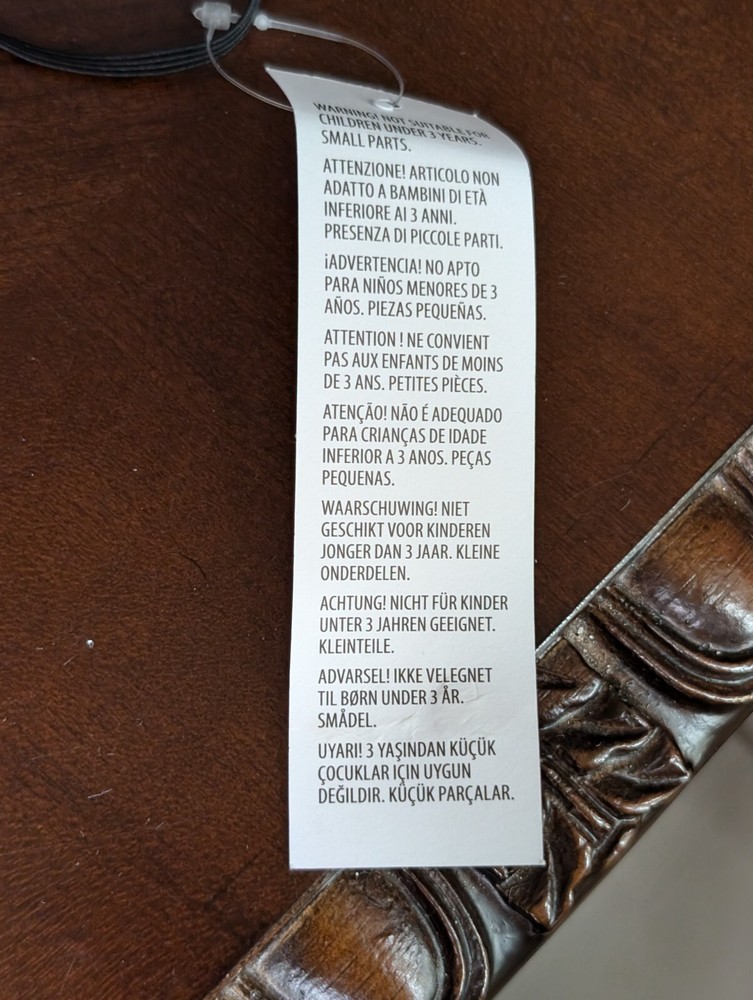 WARNING! NOT SUITABLE FOR
CHILDREN UNDER 3 YEARS.
SMALL PARTS.
ATTENZIONE! ARTICOLO NON
ADATTO A BAMBINI DI ETÀ
INFERIORE AI 3 ANNI.
PRESENZA DI PICCOLE PARTI.
¡ADVERTENCIA! NO APTO
PARA NIÑOS MENORES DE 3
AÑOS. PIEZAS PEQUEÑAS.
ATTENTION ! NE CONVIENT
PAS AUX ENFANTS DE MOINS
DE 3 ANS. PETITES PIÈCES.
ATENÇÃO! NÃO É ADEQUADO
PARA CRIANÇAS DE IDADE
INFERIOR A 3 ANOS. PEÇAS
PEQUENAS.
WAARSCHUWING! NIET
GESCHIKT VOOR KINDEREN
JONGER DAN 3 JAAR. KLEINE
ONDERDELEN.
ACHTUNG! NICHT FÜR KINDER
UNTER 3 JAHREN GEEIGNET.
KLEINTEILE.
ADVARSEL! IKKE VELEGNET
TIL BØRN UNDER 3 ÅR.
SMÅDEL.
UYARI! 3 YAŞINDAN KÜÇÜK
ÇOCUKLAR IÇIN UYGUN
DEĞILDIR. KÜÇÜK PARÇALAR.